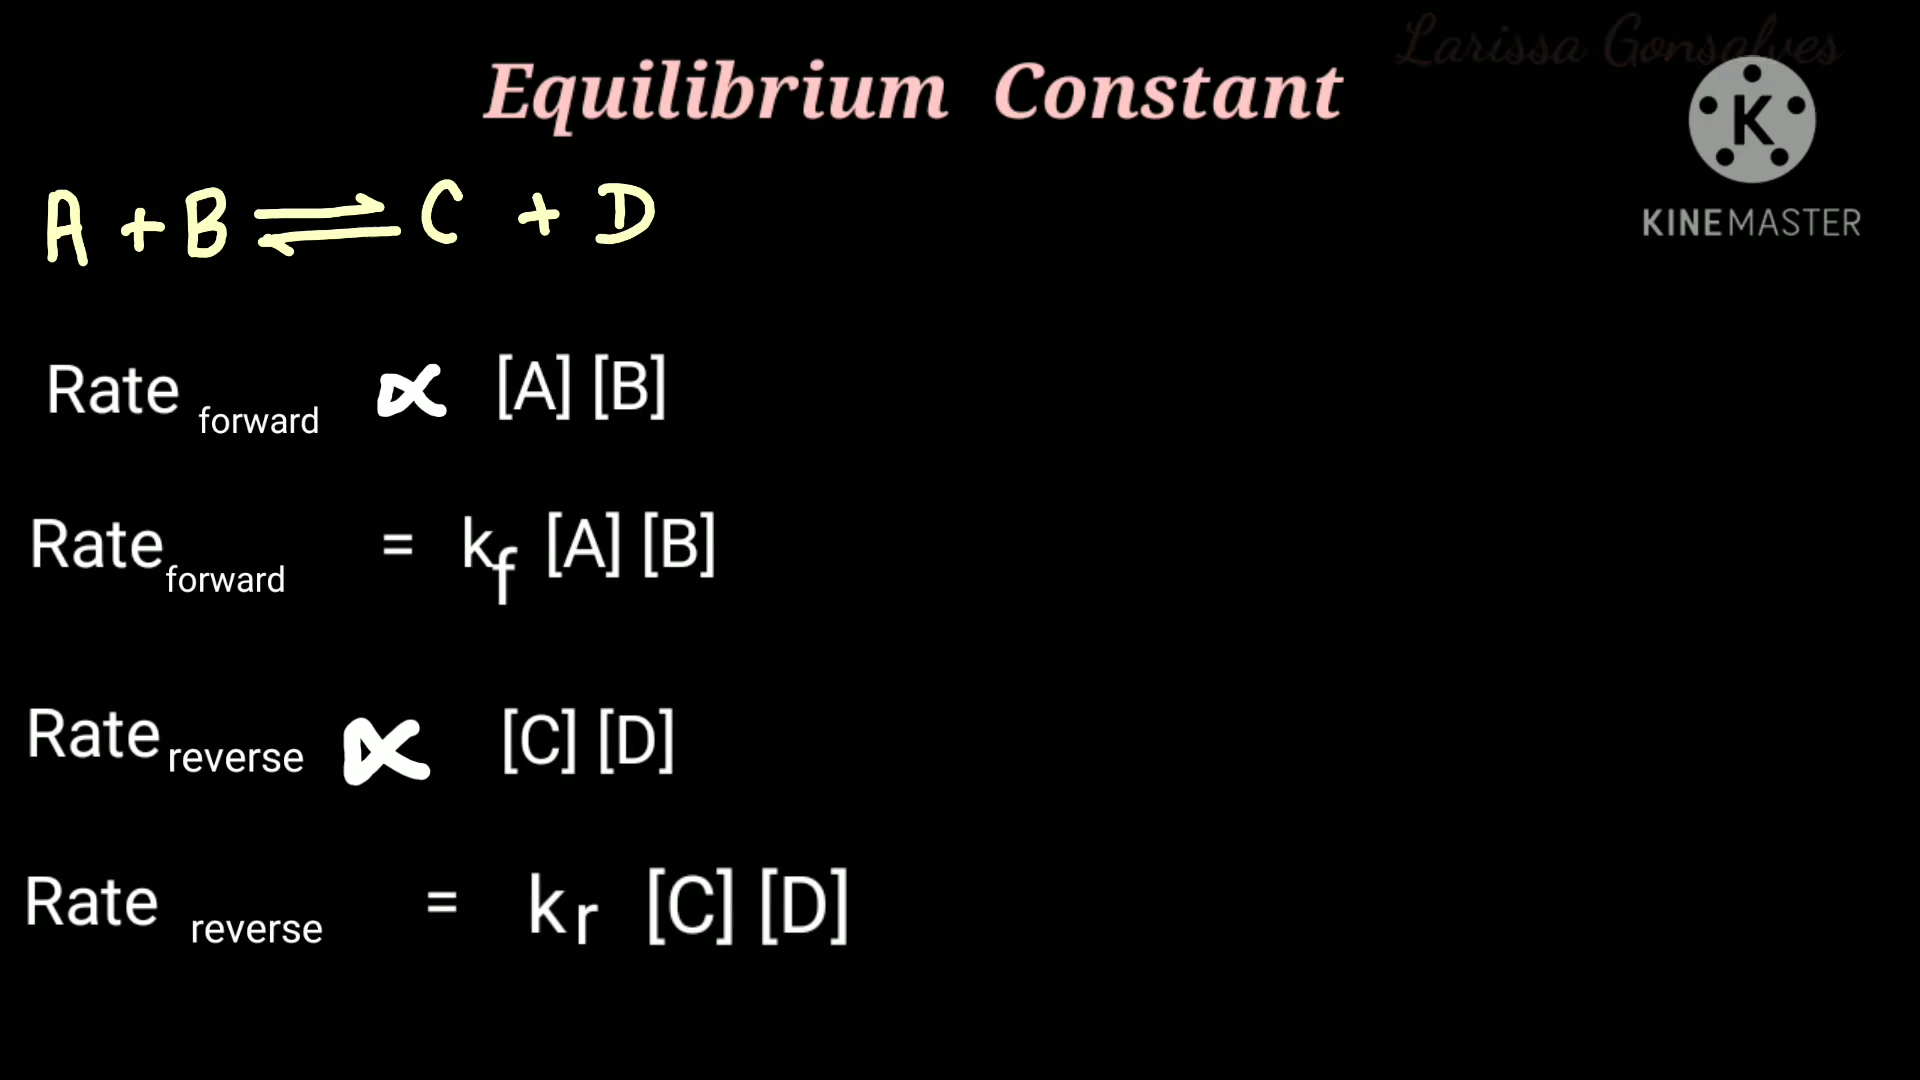 Larissa Gonsalves
Equilibrium Constant
K
KINEMASTER
A + B ⇌ C + D
Rate forward ∝ [A] [B]
Rate forward = kf [A] [B]
Rate reverse ∝ [C] [D]
Rate reverse = kr [C] [D]